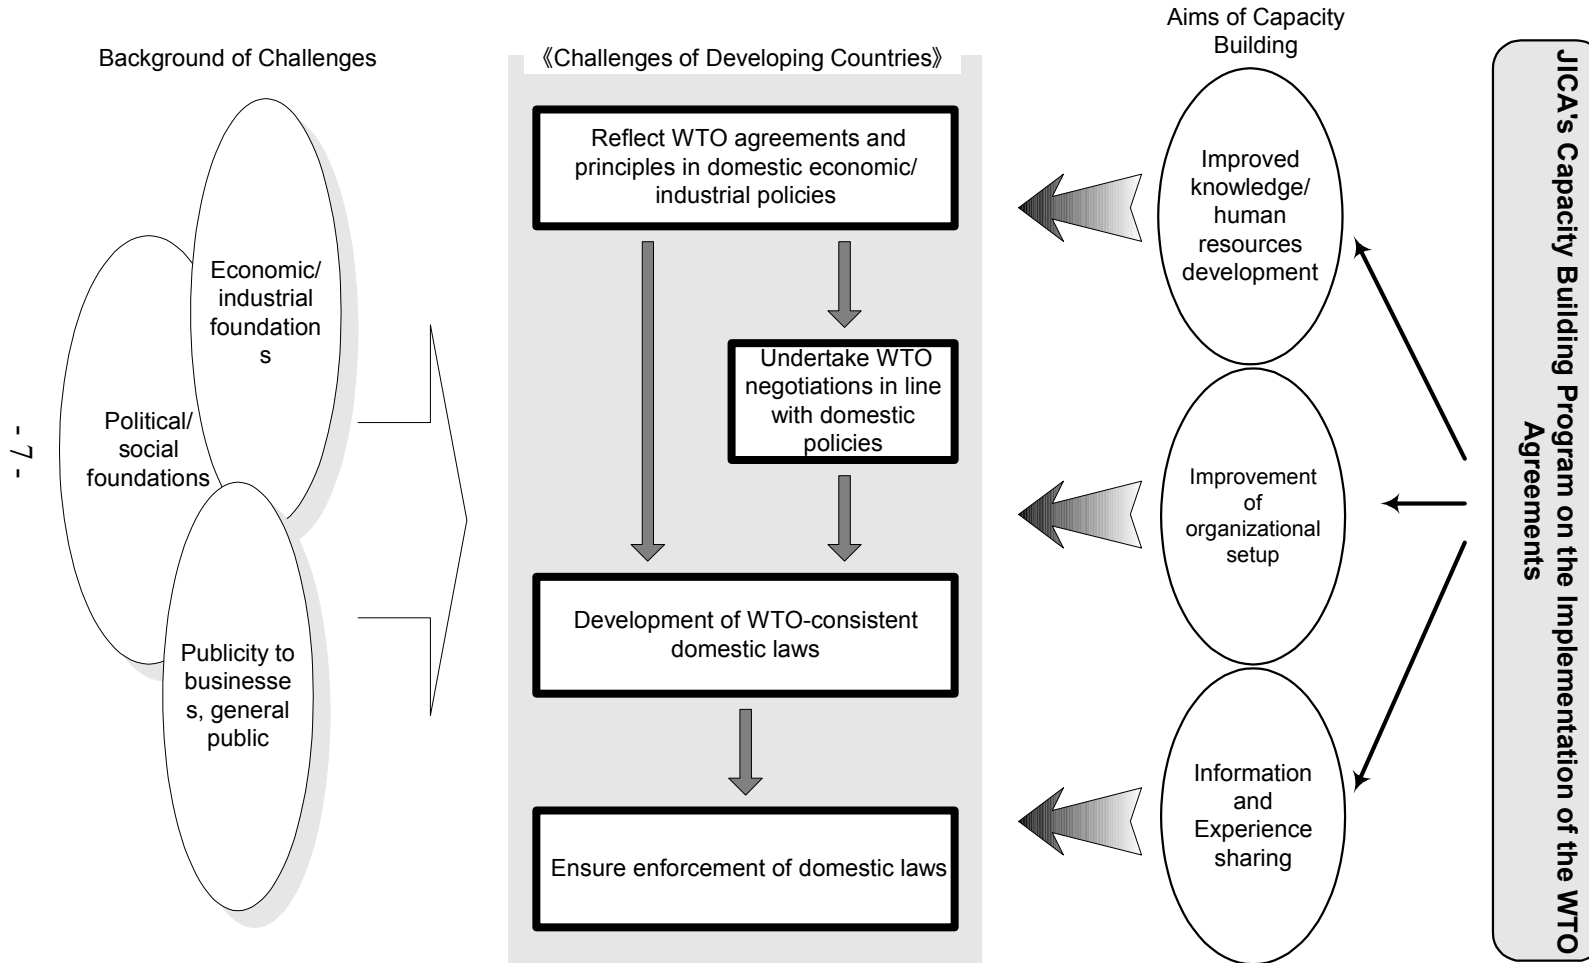 Background of Challenges
《Challenges of Developing Countries》
Aims of Capacity
Building
Economic/
industrial
foundation
s
Political/
social
foundations
Publicity to
businesse
s, general
public
Reflect WTO agreements and
principles in domestic economic/
industrial policies
Undertake WTO
negotiations in line
with domestic
policies
Development of WTO-consistent
domestic laws
Ensure enforcement of domestic laws
Improved
knowledge/
human
resources
development
Improvement
of
organizational
setup
Information
and
Experience
sharing
JICA's Capacity Building Program on the Implementation of the WTO
Agreements
- 7 -